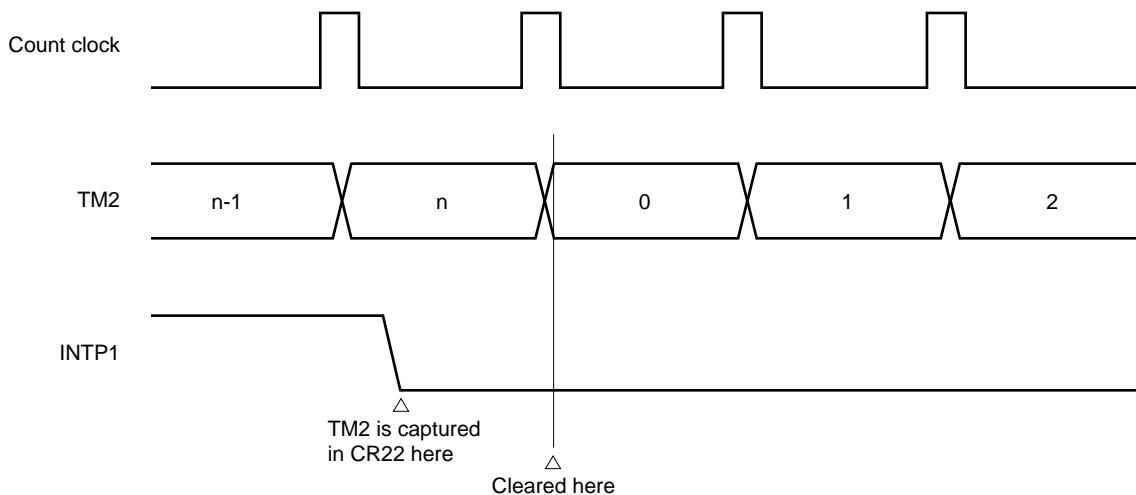 Count clock
TM2
n-1
n
0
1
2
INTP1
TM2 is captured
in CR22 here
Cleared here